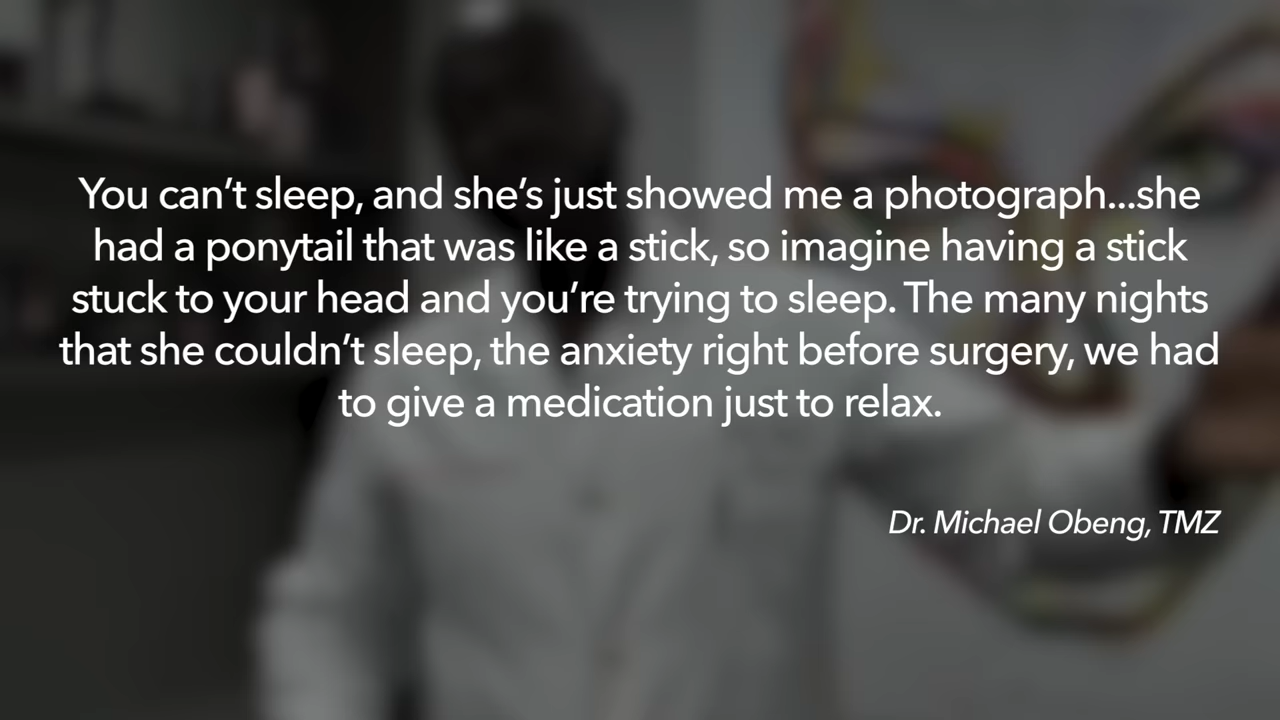 You can’t sleep, and she’s just showed me a photograph...she
had a ponytail that was like a stick, so imagine having a stick
stuck to your head and you’re trying to sleep. The many nights
that she couldn’t sleep, the anxiety right before surgery, we had
to give a medication just to relax.
Dr. Michael Obeng, TMZ